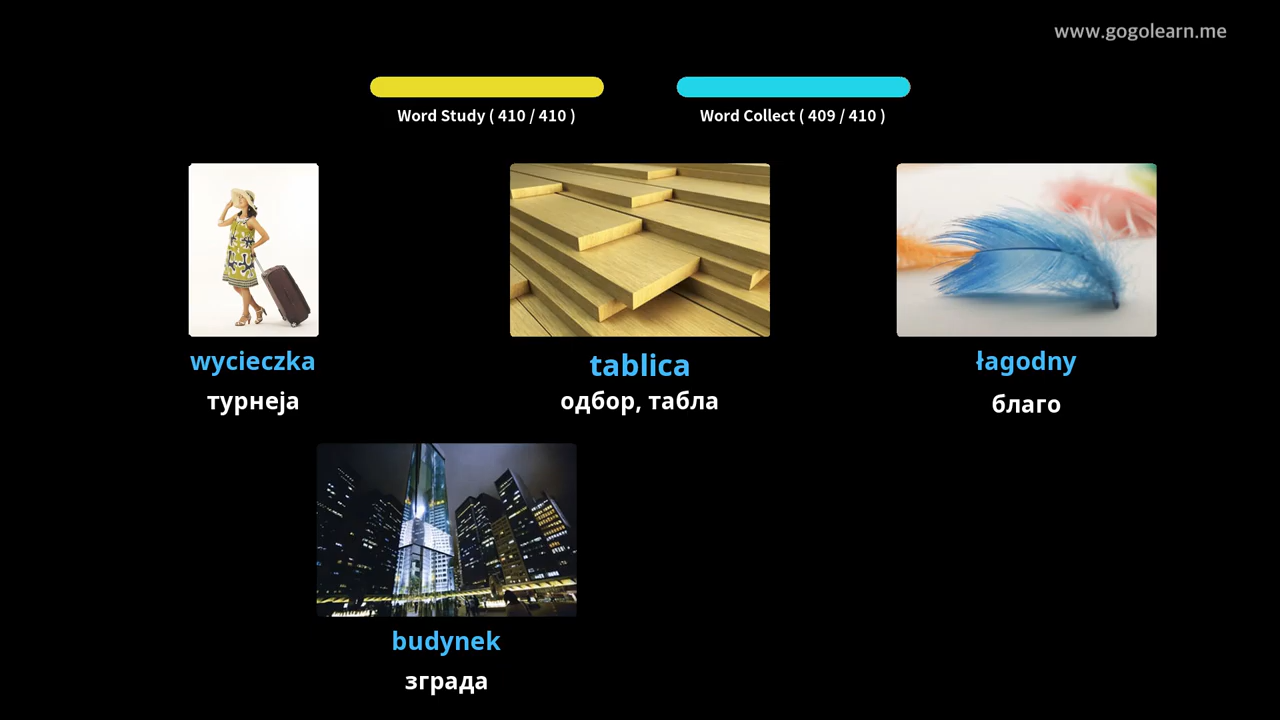 www.gogolearn.me
Word Study ( 410 / 410 )
Word Collect ( 409 / 410 )
wycieczka
турнеја
tablica
одбор, табла
łagodny
благо
budynek
зграда